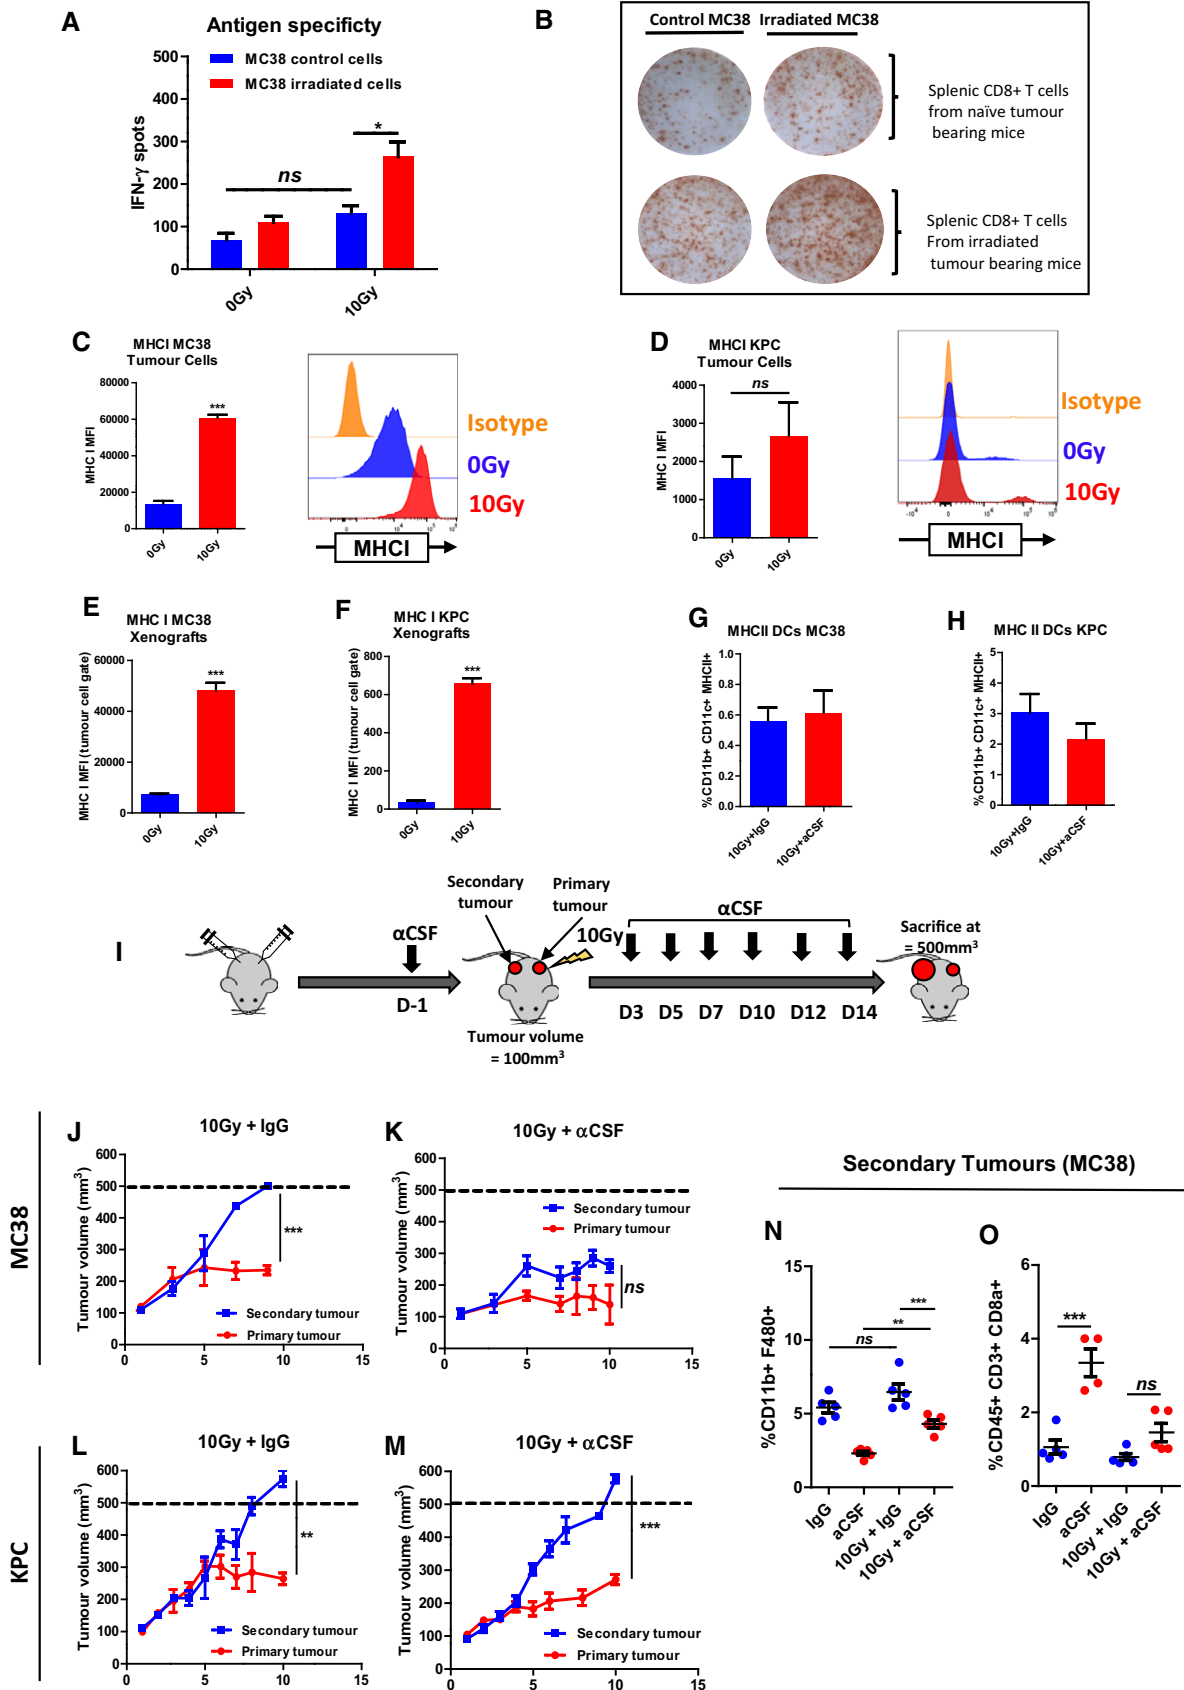 A
Antigen specificty
MC38 control cells
MC38 irradiated cells
IFN-γ spots
500
400
300
200
100
0
ns
*
0Gy
10Gy
B
Control MC38
Irradiated MC38
Splenic CD8+ T cells
from naïve tumour
bearing mice
Splenic CD8+ T cells
From irradiated
tumour bearing mice
C
MHCI MC38
Tumour Cells
MHC I MFI
80000
60000
40000
20000
0
***
0Gy
10Gy
Isotype
0Gy
10Gy
0
10⁴
10⁵
10⁶
MHCI
D
MHCI KPC
Tumour Cells
MHC I MFI
4000
3000
2000
1000
0
ns
0Gy
10Gy
Isotype
0Gy
10Gy
-10⁴
0
10⁴
10⁵
10⁶
MHCI
E
MHC I MC38
Xenografts
MHC I MFI (tumour cell gate)
60000
40000
20000
0
***
0Gy
10Gy
F
MHC I KPC
Xenografts
MHC I MFI (tumour cell gate)
800
600
400
200
0
***
0Gy
10Gy
G
MHCII DCs MC38
%CD11b+ CD11c+ MHCII+
1.0
0.8
0.6
0.4
0.2
0.0
10Gy+IgG
10Gy+aCSF
H
MHC II DCs KPC
%CD11b+ CD11c+ MHCII+
5
4
3
2
1
0
10Gy+IgG
10Gy+aCSF
I
αCSF
D-1
Secondary
tumour
Primary
tumour
10Gy
Tumour volume
= 100mm³
αCSF
D3 D5 D7 D10 D12 D14
Sacrifice at
= 500mm³
MC38
J
10Gy + IgG
Tumour volume (mm³)
600
500
400
300
200
100
0
***
Secondary tumour
Primary tumour
0 5 10 15
K
10Gy + αCSF
Tumour volume (mm³)
600
500
400
300
200
100
0
Secondary tumour
Primary tumour
ns
0 5 10 15
KPC
L
10Gy + IgG
Tumour volume (mm³)
600
500
400
300
200
100
0
**
Secondary tumour
Primary tumour
0 5 10 15
M
10Gy + αCSF
Tumour volume (mm³)
600
500
400
300
200
100
0
***
Secondary tumour
Primary tumour
0 5 10 15
Secondary Tumours (MC38)
N
%CD11b+ F480+
15
10
5
0
ns
***
**
IgG
aCSF
10Gy + IgG
10Gy + aCSF
O
%CD45+ CD3+ CD8a+
6
4
2
0
***
ns
IgG
aCSF
10Gy + IgG
10Gy + aCSF